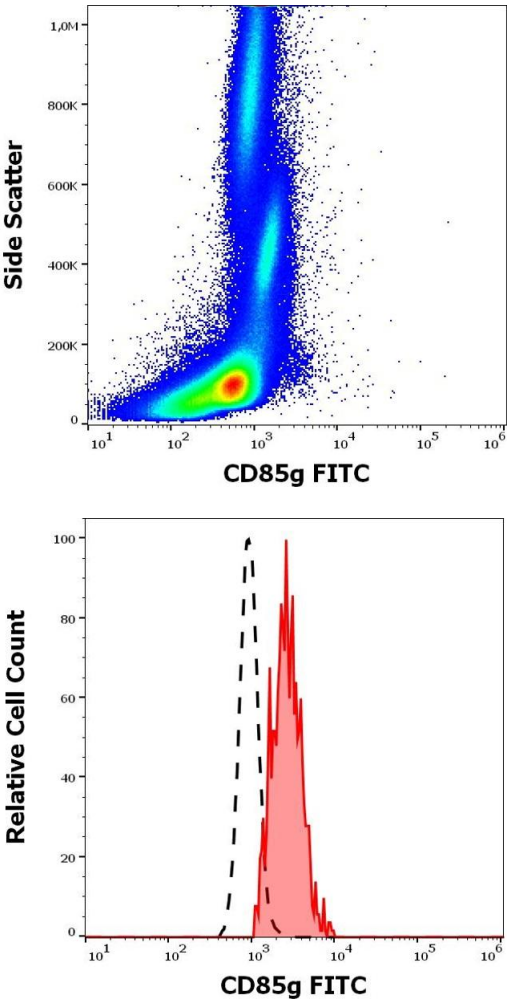 Side Scatter
1,0M
800K
600K
400K
200K
0
10¹ 10² 10³ 10⁴ 10⁵ 10⁶
CD85g FITC
Relative Cell Count
100
80
60
40
20
0
10¹ 10² 10³ 10⁴ 10⁵ 10⁶
CD85g FITC